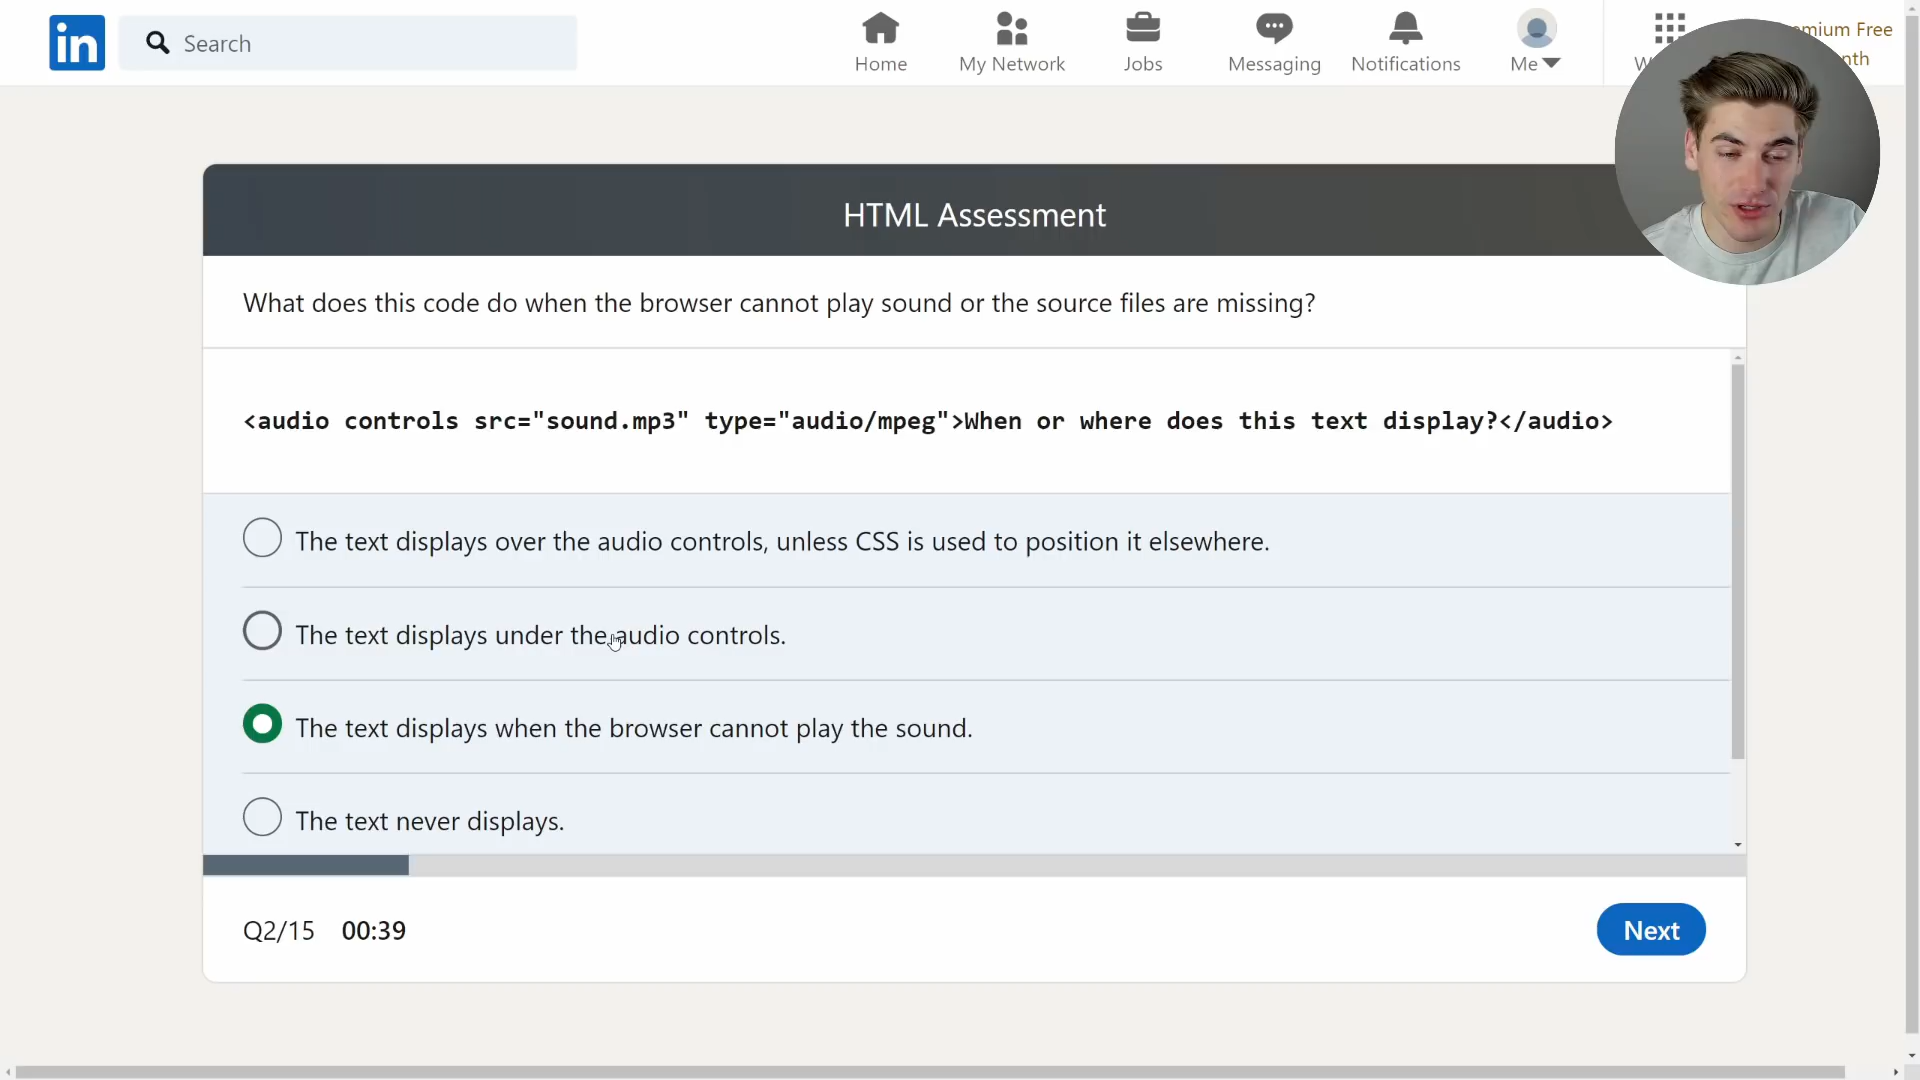 in
Search
Home
My Network
Jobs
Messaging
Notifications
Me
mium Free
nth
HTML Assessment
What does this code do when the browser cannot play sound or the source files are missing?
<audio controls src="sound.mp3" type="audio/mpeg">When or where does this text display?</audio>
The text displays over the audio controls, unless CSS is used to position it elsewhere.
The text displays under the audio controls.
The text displays when the browser cannot play the sound.
The text never displays.
Q2/15 00:39
Next